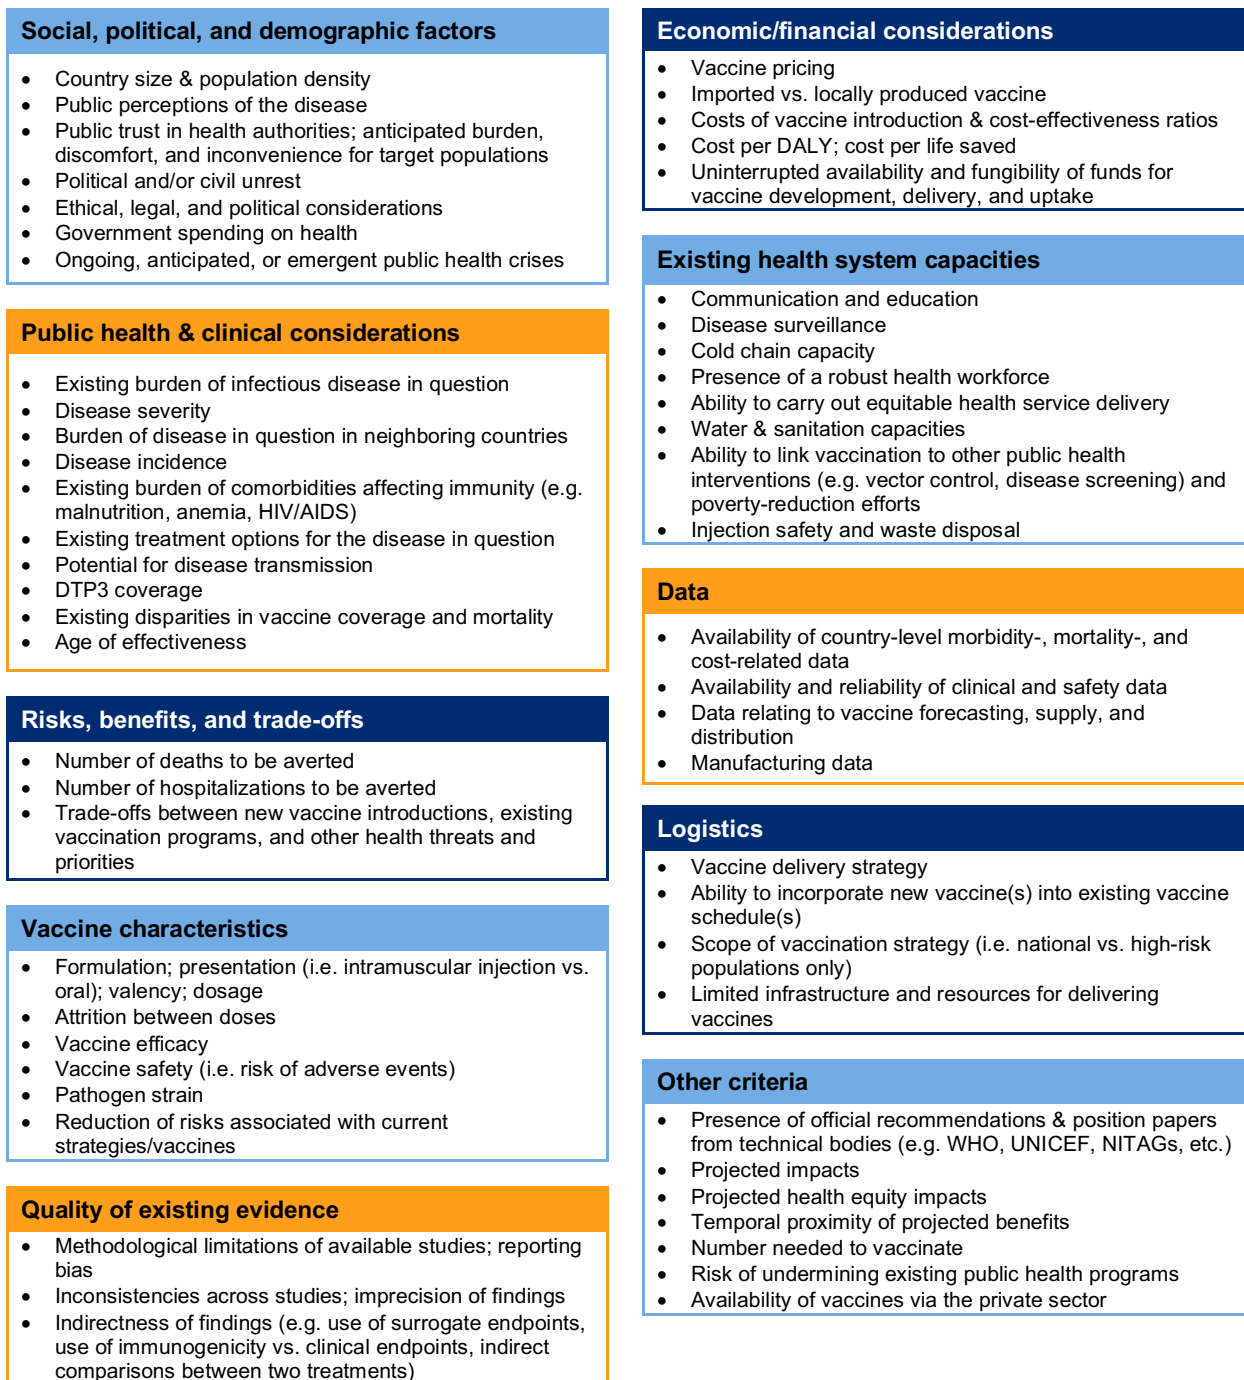 Social, political, and demographic factors
• Country size & population density
• Public perceptions of the disease
• Public trust in health authorities; anticipated burden,
discomfort, and inconvenience for target populations
• Political and/or civil unrest
• Ethical, legal, and political considerations
• Government spending on health
• Ongoing, anticipated, or emergent public health crises
Public health & clinical considerations
• Existing burden of infectious disease in question
• Disease severity
• Burden of disease in question in neighboring countries
• Disease incidence
• Existing burden of comorbidities affecting immunity (e.g.
malnutrition, anemia, HIV/AIDS)
• Existing treatment options for the disease in question
• Potential for disease transmission
• DTP3 coverage
• Existing disparities in vaccine coverage and mortality
• Age of effectiveness
Risks, benefits, and trade-offs
• Number of deaths to be averted
• Number of hospitalizations to be averted
• Trade-offs between new vaccine introductions, existing
vaccination programs, and other health threats and
priorities
Vaccine characteristics
• Formulation; presentation (i.e. intramuscular injection vs.
oral); valency; dosage
• Attrition between doses
• Vaccine efficacy
• Vaccine safety (i.e. risk of adverse events)
• Pathogen strain
• Reduction of risks associated with current
strategies/vaccines
Quality of existing evidence
• Methodological limitations of available studies; reporting
bias
• Inconsistencies across studies; imprecision of findings
• Indirectness of findings (e.g. use of surrogate endpoints,
use of immunogenicity vs. clinical endpoints, indirect
comparisons between two treatments)
Economic/financial considerations
• Vaccine pricing
• Imported vs. locally produced vaccine
• Costs of vaccine introduction & cost-effectiveness ratios
• Cost per DALY; cost per life saved
• Uninterrupted availability and fungibility of funds for
vaccine development, delivery, and uptake
Existing health system capacities
• Communication and education
• Disease surveillance
• Cold chain capacity
• Presence of a robust health workforce
• Ability to carry out equitable health service delivery
• Water & sanitation capacities
• Ability to link vaccination to other public health
interventions (e.g. vector control, disease screening) and
poverty-reduction efforts
• Injection safety and waste disposal
Data
• Availability of country-level morbidity-, mortality-, and
cost-related data
• Availability and reliability of clinical and safety data
• Data relating to vaccine forecasting, supply, and
distribution
• Manufacturing data
Logistics
• Vaccine delivery strategy
• Ability to incorporate new vaccine(s) into existing vaccine
schedule(s)
• Scope of vaccination strategy (i.e. national vs. high-risk
populations only)
• Limited infrastructure and resources for delivering
vaccines
Other criteria
• Presence of official recommendations & position papers
from technical bodies (e.g. WHO, UNICEF, NITAGs, etc.)
• Projected impacts
• Projected health equity impacts
• Temporal proximity of projected benefits
• Number needed to vaccinate
• Risk of undermining existing public health programs
• Availability of vaccines via the private sector